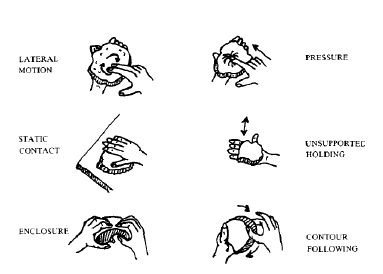 LATERAL
MOTION
PRESSURE
STATIC
CONTACT
UNSUPPORTED
HOLDING
ENCLOSURE
CONTOUR
FOLLOWING